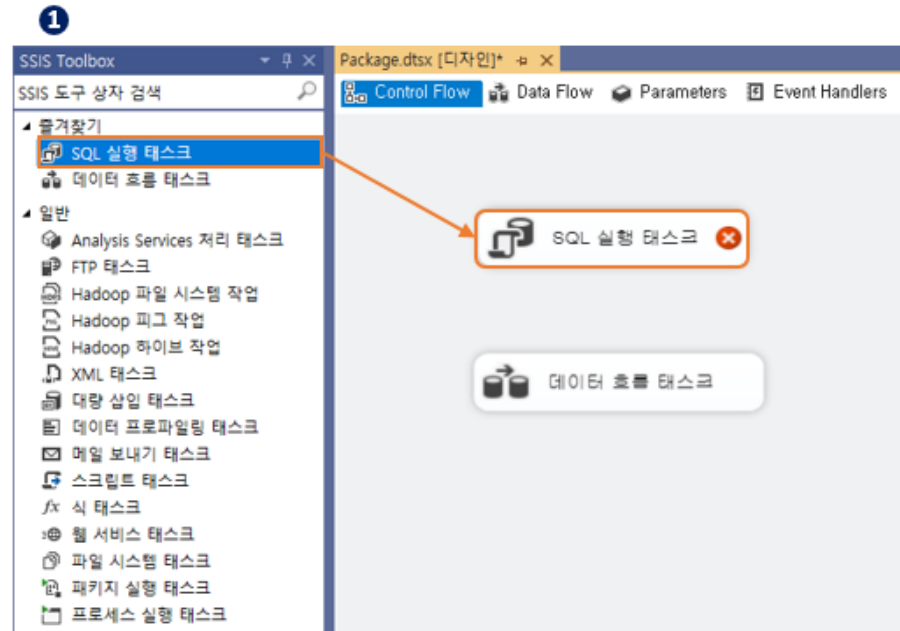 1
SSIS Toolbox
Package.dtsx [디자인]*
SSIS 도구 상자 검색
Control Flow
Data Flow
Parameters
Event Handlers
즐겨찾기
SQL 실행 태스크
데이터 흐름 태스크
일반
Analysis Services 처리 태스크
FTP 태스크
Hadoop 파일 시스템 작업
Hadoop 피그 작업
Hadoop 하이브 작업
XML 태스크
대량 삽입 태스크
데이터 프로파일링 태스크
메일 보내기 태스크
스크립트 태스크
fx 식 태스크
웹 서비스 태스크
파일 시스템 태스크
패키지 실행 태스크
프로세스 실행 태스크
SQL 실행 태스크
데이터 흐름 태스크